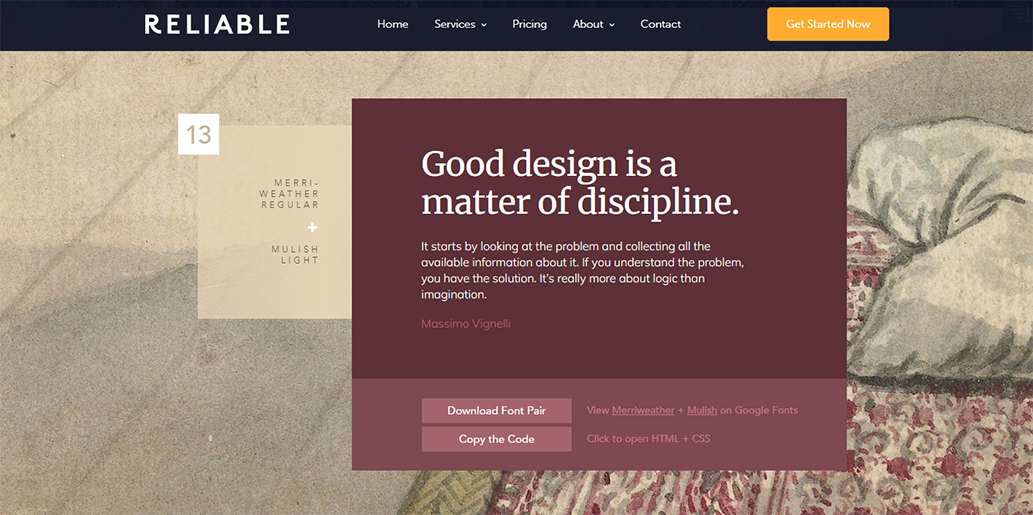 RELIABLE
Home Services Pricing About Contact
Get Started Now
13
MERRI-
WEATHER
REGULAR
+
MULISH
LIGHT
Good design is a
matter of discipline.
It starts by looking at the problem and collecting all the
available information about it. If you understand the problem,
you have the solution. It’s really more about logic than
imagination.
Massimo Vignelli
Download Font Pair
View Merriweather + Mulish on Google Fonts
Copy the Code
Click to open HTML + CSS